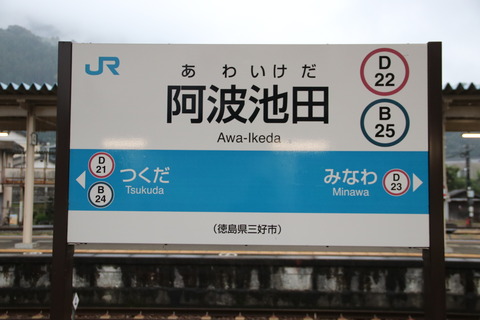 JR
あわいけだ
阿波池田
Awa-Ikeda
D
22
B
25
D
21
B
24
つくだ
Tsukuda
みなわ
Minawa
D
23
(徳島県三好市)